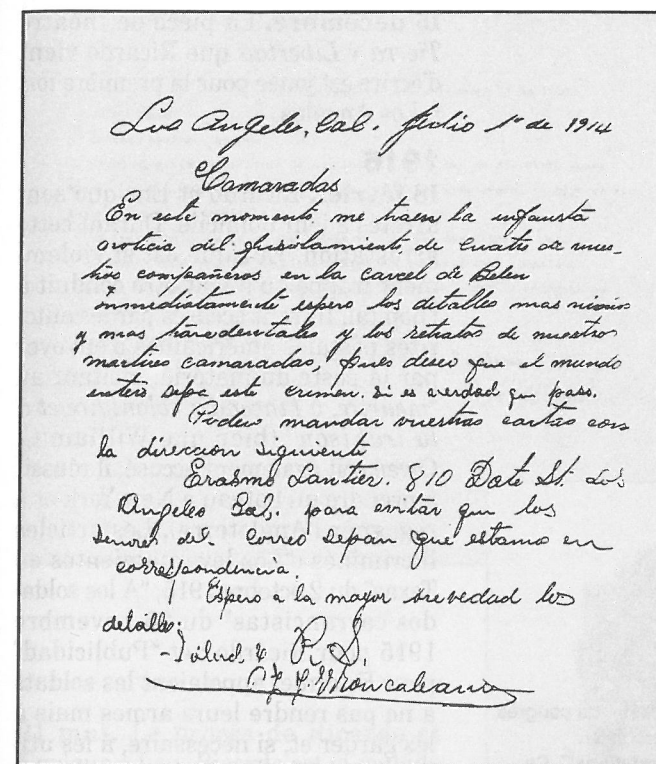 Los Angeles, Cal. Julio 1º de 1914
Camaradas
En este momento me traen la infausta
noticia del fusilamiento de cuatro de nues-
tros compañeros en la carcel de Belen
inmediatamente espero los detalles mas nimios
y mas trascendentales y los retratos de nuestros
martires camaradas, pues deseo que el mundo
entero sepa este crimen. si es verdad que paso.
Poden mandar vuestras cartas con
la direccion siguiente
Erasmo Lantier. 810 Date St. Los
Angeles Cal. para evitar que los
del correo sepan que estamos en
correspondencia.
Espero a la mayor brevedad los
detalles.
Salud, y R. S.
Moncaleano